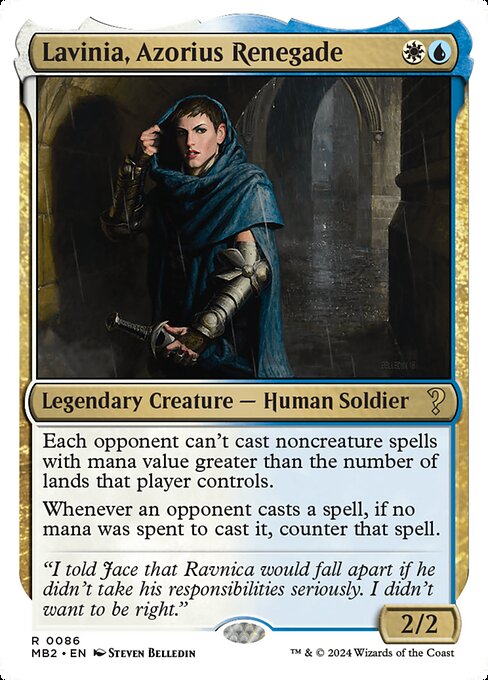 Lavinia, Azorius Renegade
BELLEDIN 18
Legendary Creature — Human Soldier
Each opponent can't cast noncreature spells
with mana value greater than the number of
lands that player controls.
Whenever an opponent casts a spell, if no
mana was spent to cast it, counter that spell.
“I told Jace that Ravnica would fall apart if he
didn't take his responsibilities seriously. I didn't
want to be right.”
2/2
R 0086
MB2 • EN STEVEN BELLEDIN
™ & © 2024 Wizards of the Coast